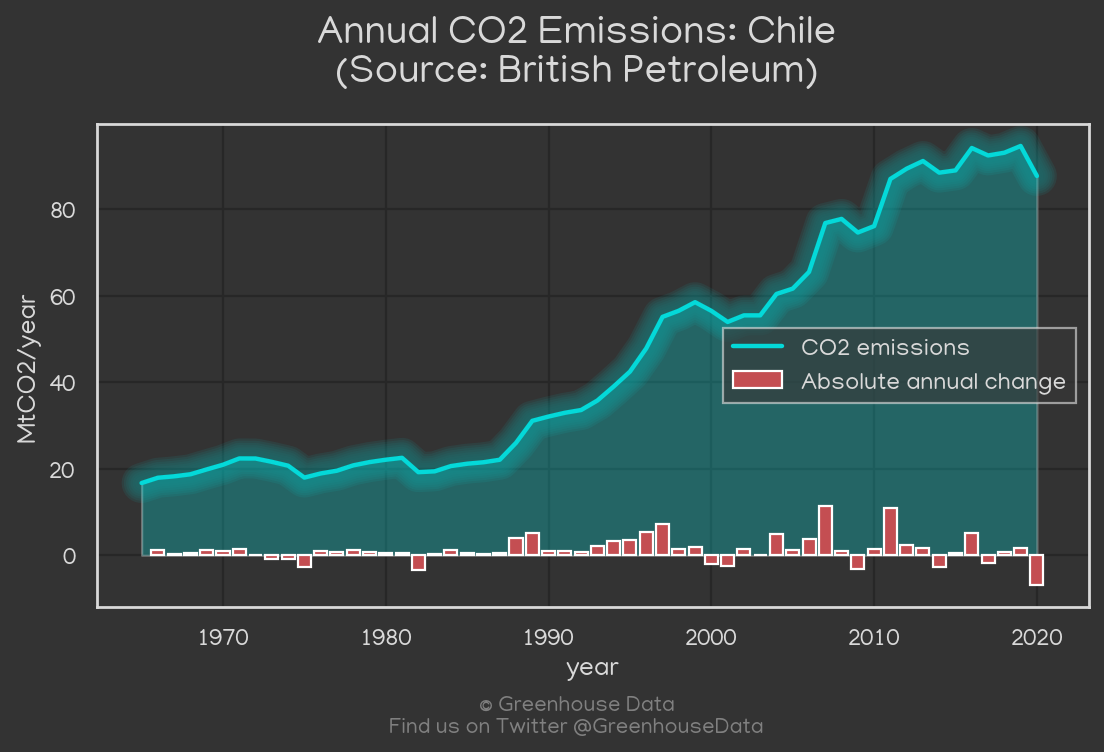 Annual CO2 Emissions: Chile
(Source: British Petroleum)
MtCO2/year
80
60
40
20
0
CO2 emissions
Absolute annual change
1970 1980 1990 2000 2010 2020
year
© Greenhouse Data
Find us on Twitter @GreenhouseData